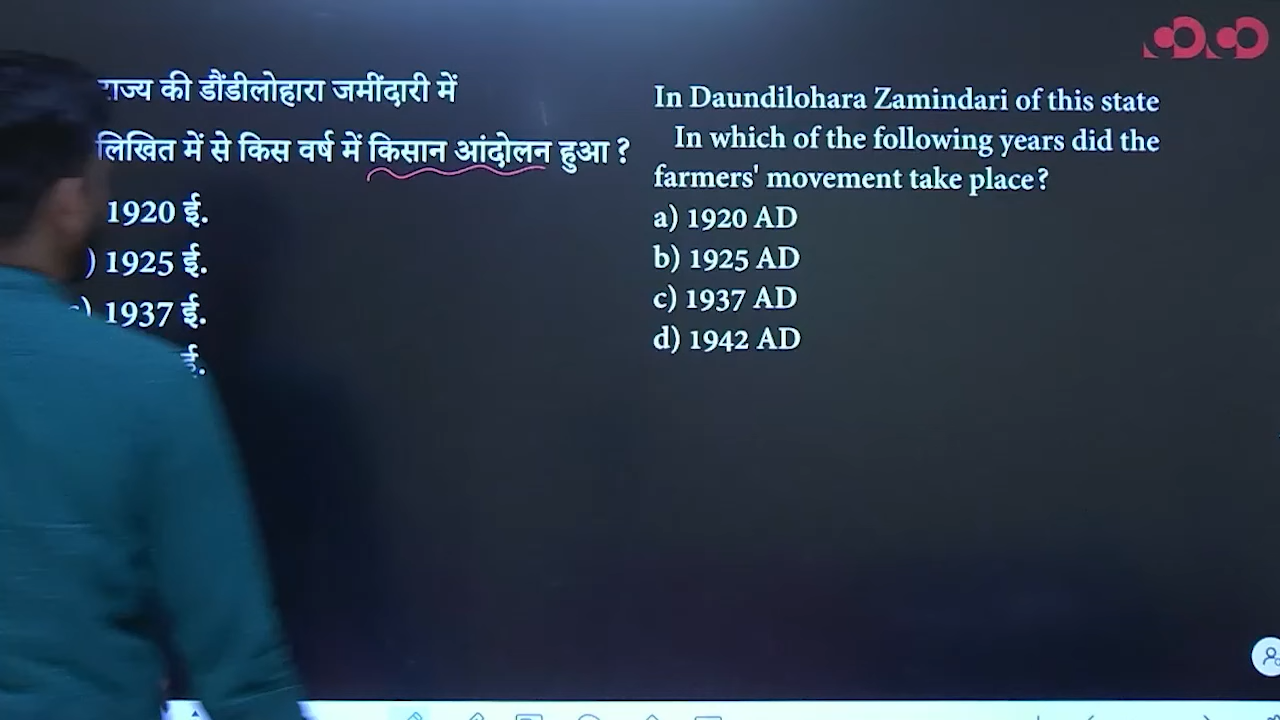 राज्य की डौंडीलोहारा जमींदारी में
लिखित में से किस वर्ष में किसान आंदोलन हुआ ?
1920 ई.
) 1925 ई.
) 1937 ई.
ई.
In Daundilohara Zamindari of this state
In which of the following years did the
farmers' movement take place?
a) 1920 AD
b) 1925 AD
c) 1937 AD
d) 1942 AD